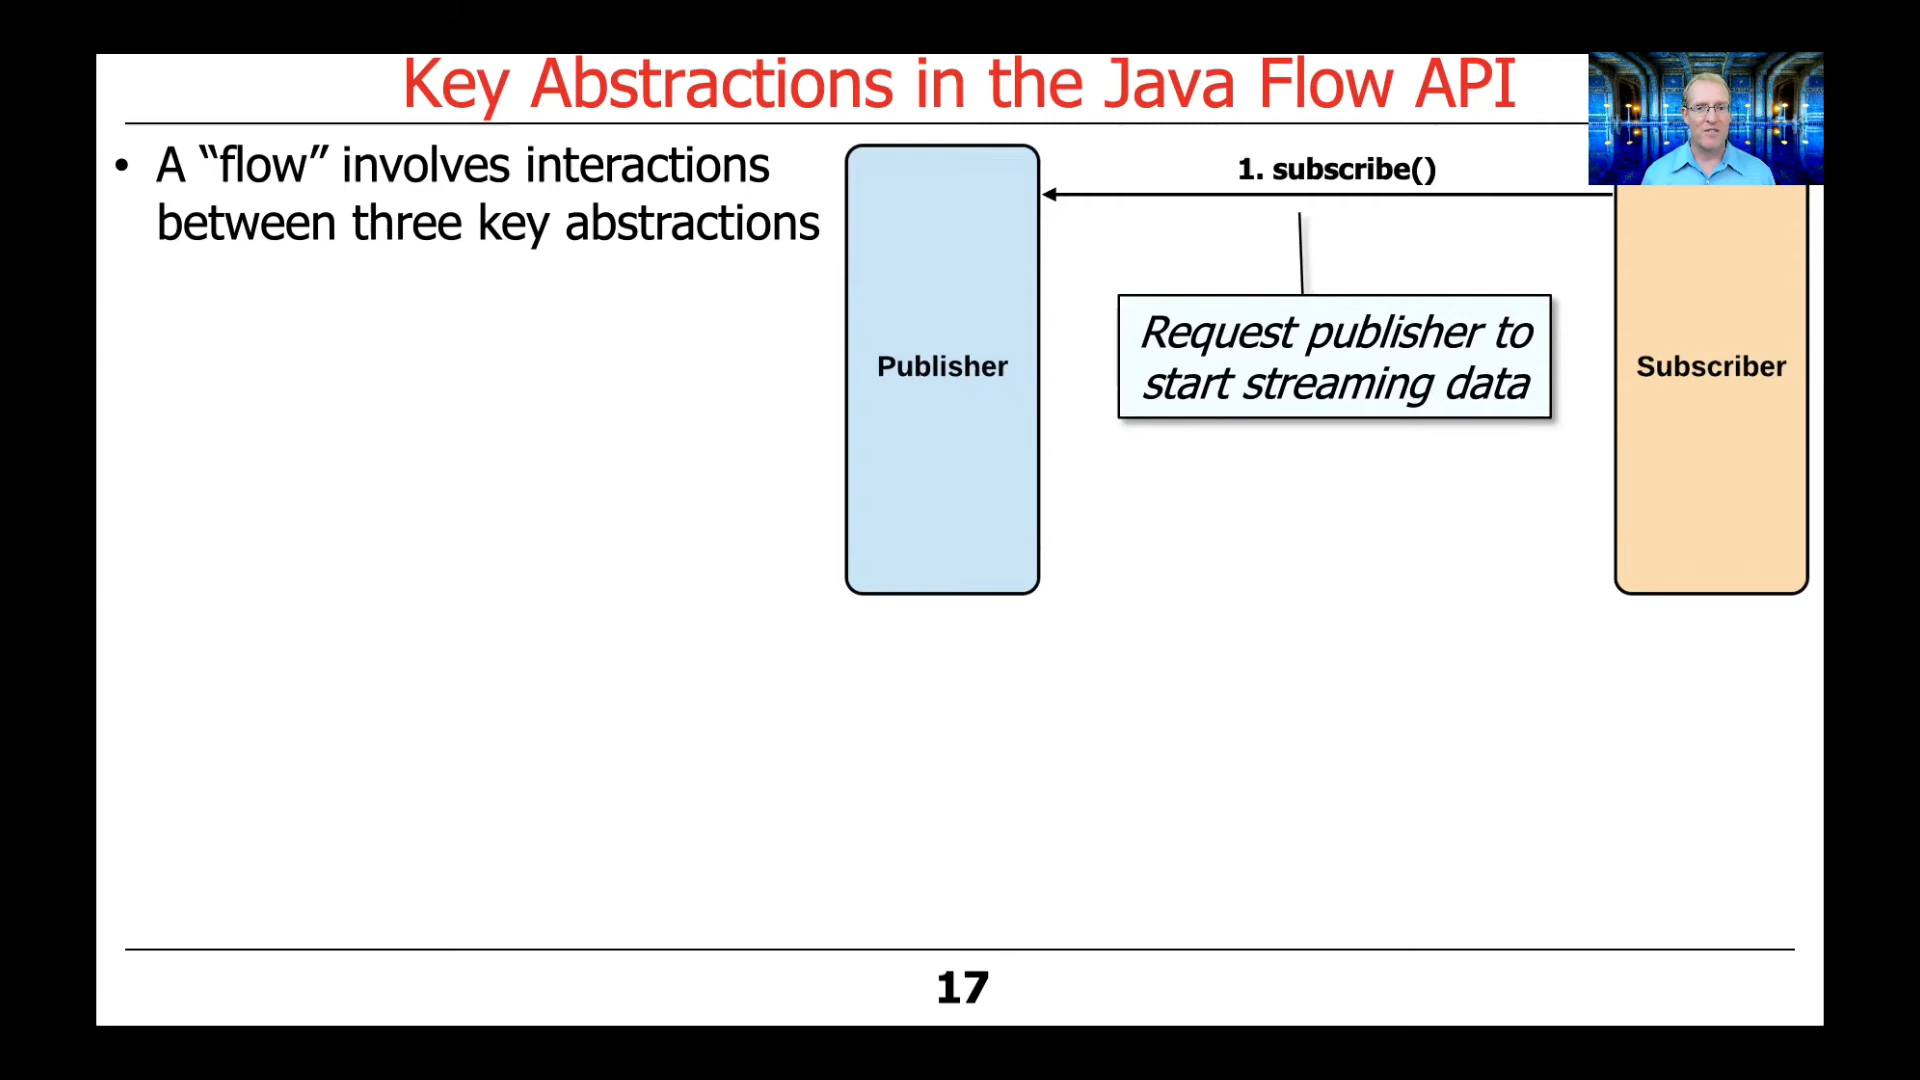 Key Abstractions in the Java Flow API
• A “flow” involves interactions
between three key abstractions
1. subscribe()
Request publisher to
start streaming data
Publisher
Subscriber
17